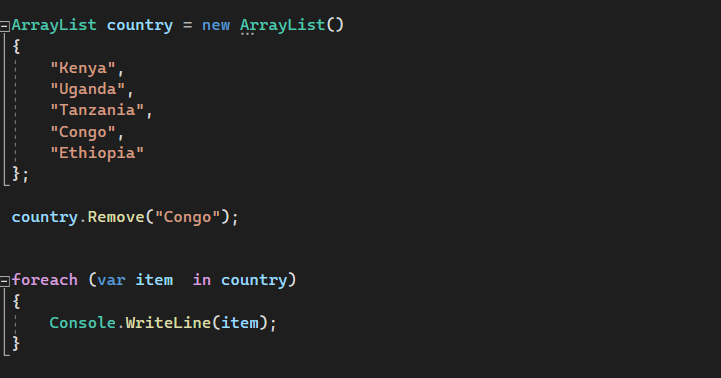 ArrayList country = new ArrayList()
{
    "Kenya",
    "Uganda",
    "Tanzania",
    "Congo",
    "Ethiopia"
};
country.Remove("Congo");
foreach (var item  in country)
{
    Console.WriteLine(item);
}